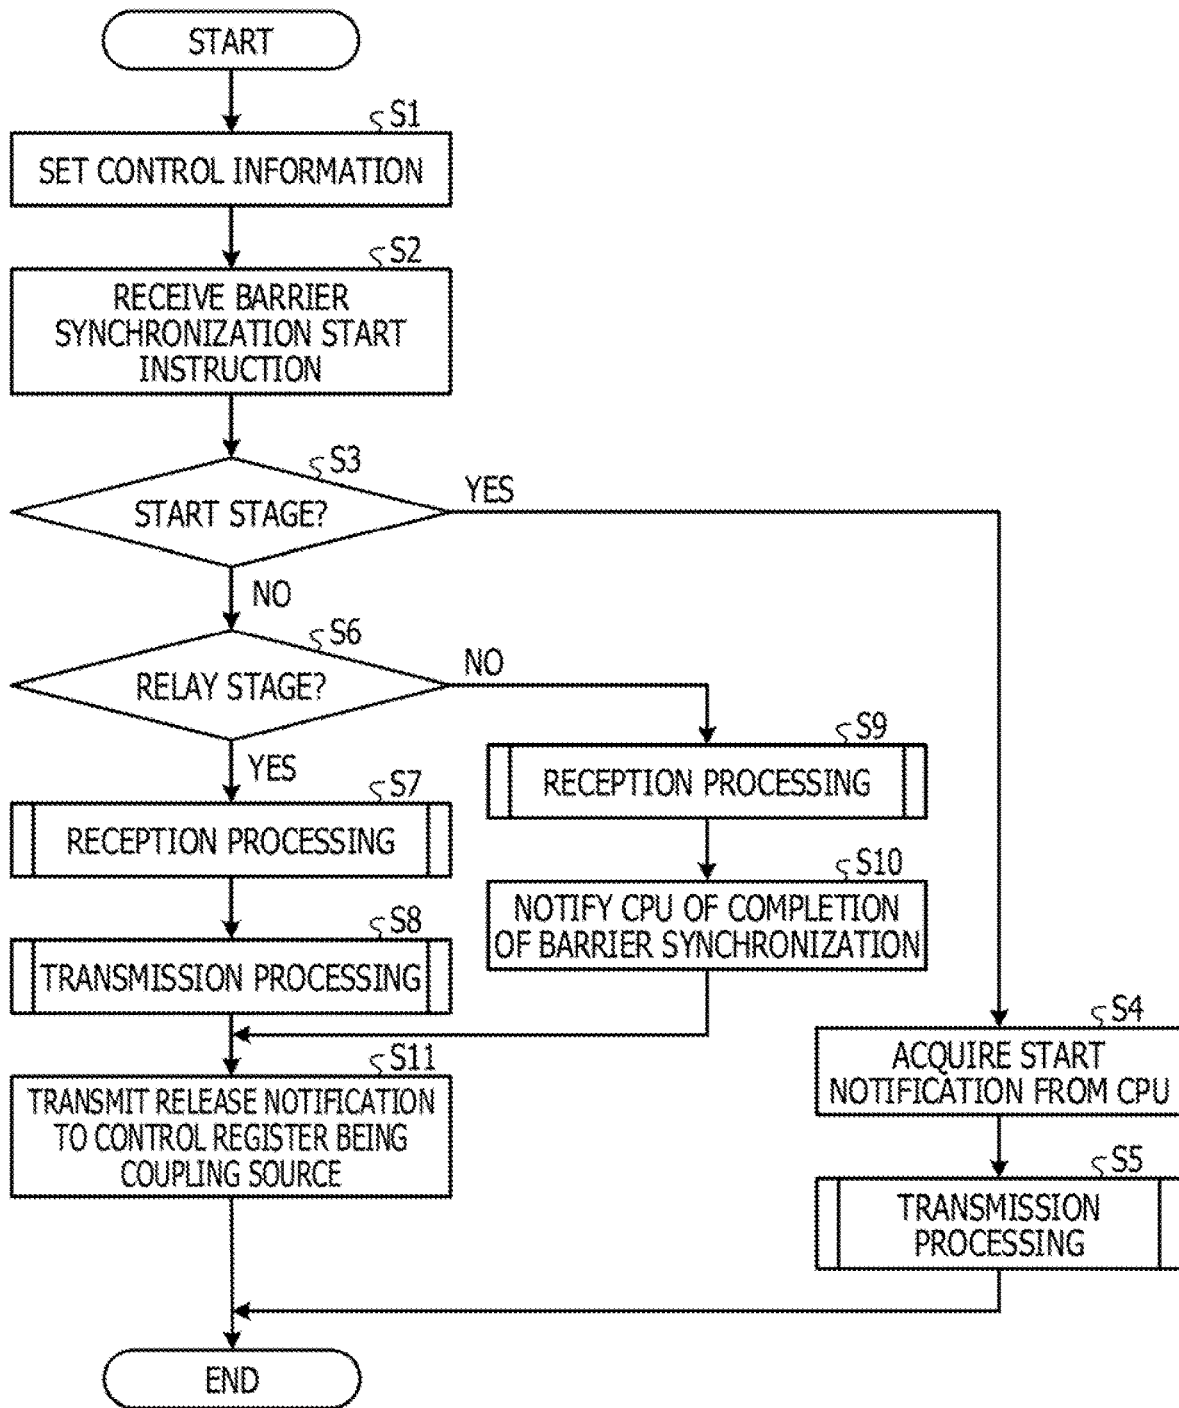 START
S1
SET CONTROL INFORMATION
S2
RECEIVE BARRIER
SYNCHRONIZATION START
INSTRUCTION
S3
START STAGE?
YES
NO
S6
RELAY STAGE?
NO
YES
S7
RECEPTION PROCESSING
S8
TRANSMISSION PROCESSING
S9
RECEPTION PROCESSING
S10
NOTIFY CPU OF COMPLETION
OF BARRIER SYNCHRONIZATION
S11
TRANSMIT RELEASE NOTIFICATION
TO CONTROL REGISTER BEING
COUPLING SOURCE
S4
ACQUIRE START
NOTIFICATION FROM CPU
S5
TRANSMISSION
PROCESSING
END